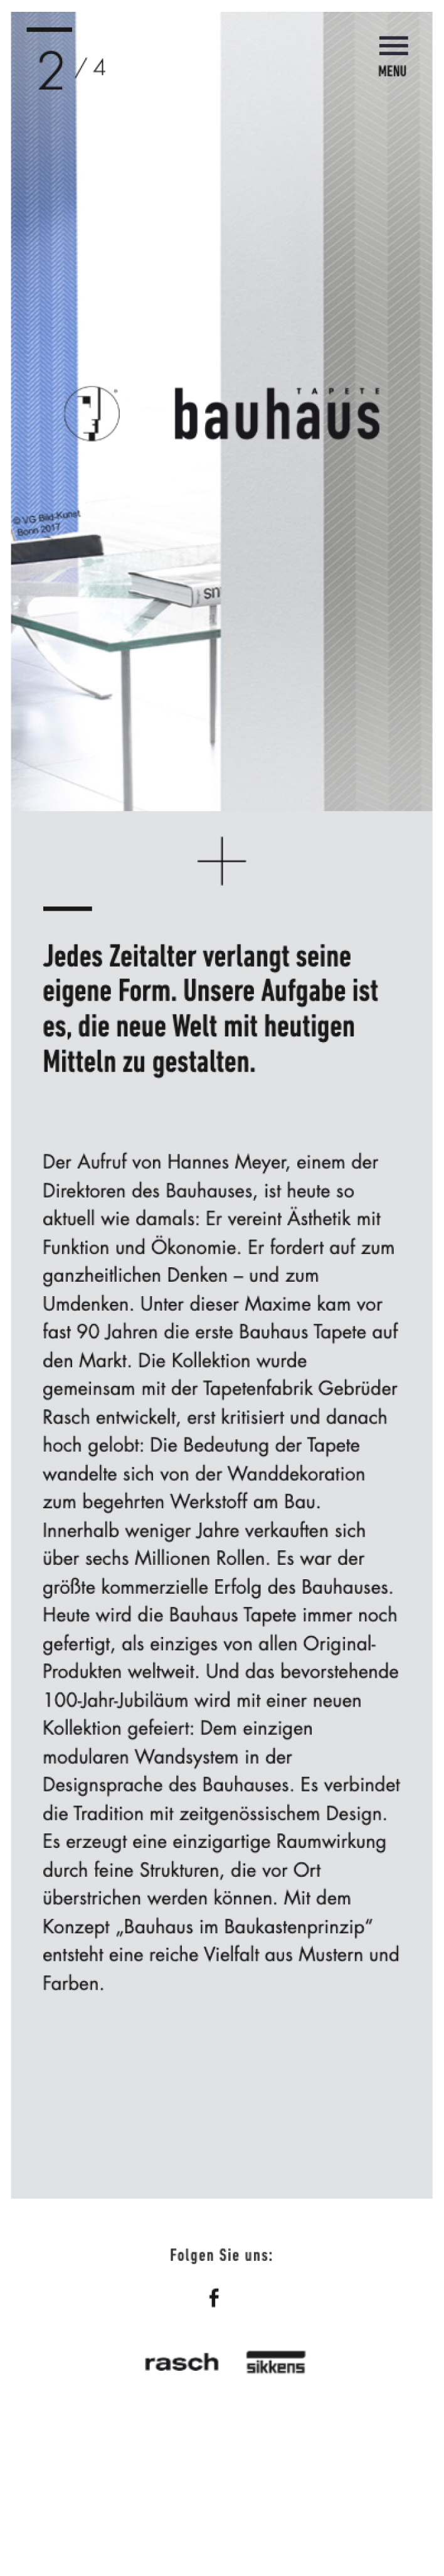 2 / 4
MENU
TAPETE
bauhaus
© VG Bild-Kunst
Bonn 2017
Jedes Zeitalter verlangt seine
eigene Form. Unsere Aufgabe ist
es, die neue Welt mit heutigen
Mitteln zu gestalten.
Der Aufruf von Hannes Meyer, einem der
Direktoren des Bauhauses, ist heute so
aktuell wie damals: Er vereint Ästhetik mit
Funktion und Ökonomie. Er fordert auf zum
ganzheitlichen Denken – und zum
Umdenken. Unter dieser Maxime kam vor
fast 90 Jahren die erste Bauhaus Tapete auf
den Markt. Die Kollektion wurde
gemeinsam mit der Tapetenfabrik Gebrüder
Rasch entwickelt, erst kritisiert und danach
hoch gelobt: Die Bedeutung der Tapete
wandelte sich von der Wanddekoration
zum begehrten Werkstoff am Bau.
Innerhalb weniger Jahre verkauften sich
über sechs Millionen Rollen. Es war der
größte kommerzielle Erfolg des Bauhauses.
Heute wird die Bauhaus Tapete immer noch
gefertigt, als einziges von allen Original-
Produkten weltweit. Und das bevorstehende
100-Jahr-Jubiläum wird mit einer neuen
Kollektion gefeiert: Dem einzigen
modularen Wandsystem in der
Designsprache des Bauhauses. Es verbindet
die Tradition mit zeitgenössischem Design.
Es erzeugt eine einzigartige Raumwirkung
durch feine Strukturen, die vor Ort
überstrichen werden können. Mit dem
Konzept „Bauhaus im Baukastenprinzip“
entsteht eine reiche Vielfalt aus Mustern und
Farben.
Folgen Sie uns:
f
rasch sikkens